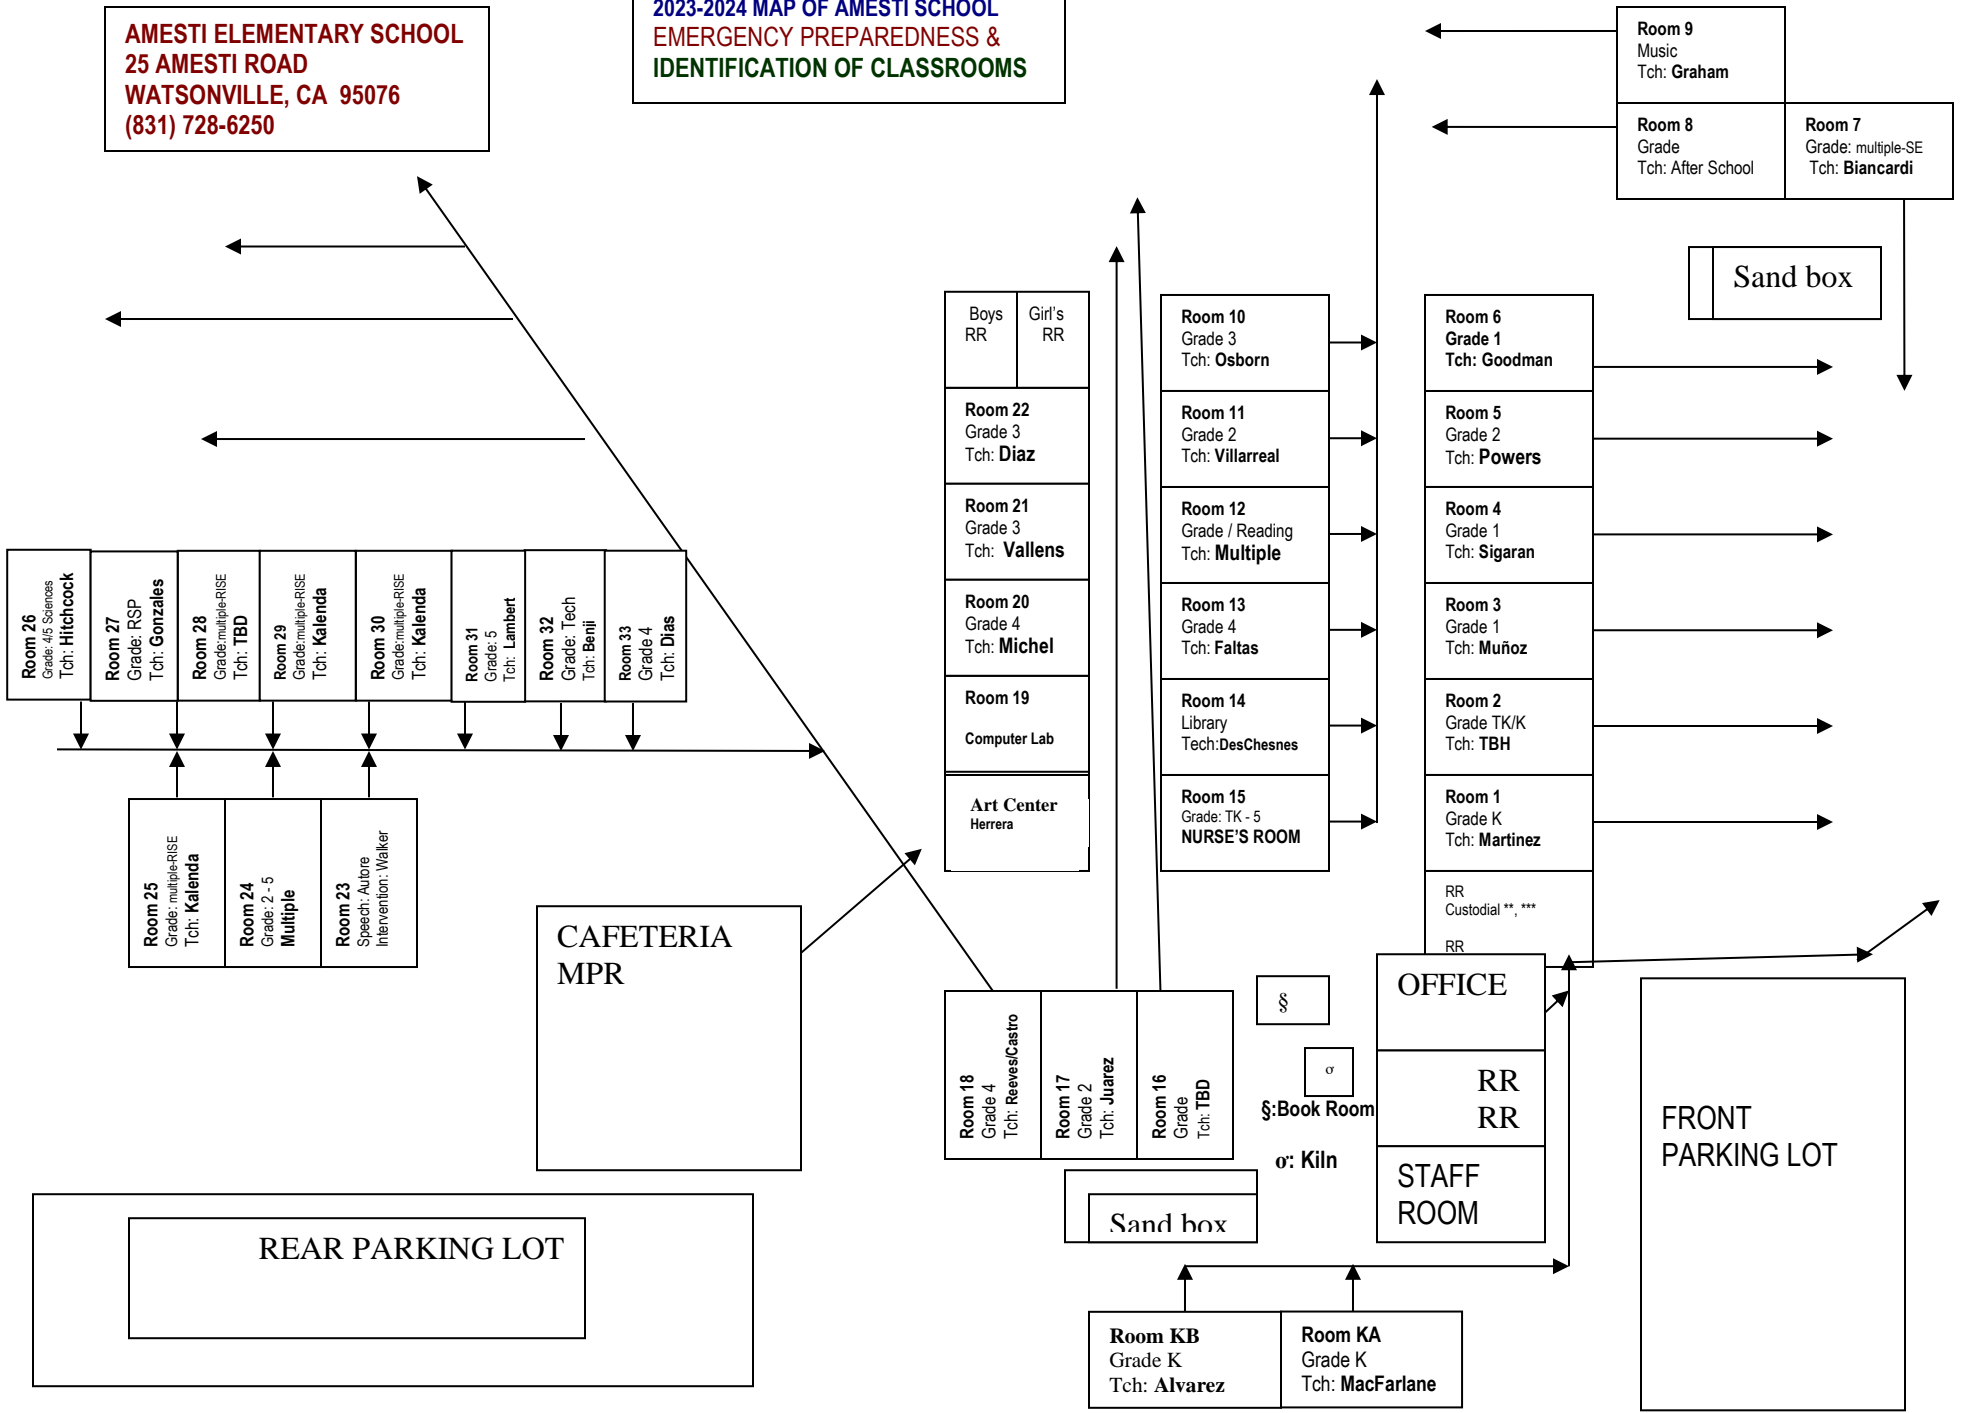 AMESTI ELEMENTARY SCHOOL
25 AMESTI ROAD
WATSONVILLE, CA  95076
(831) 728-6250
2023-2024 MAP OF AMESTI SCHOOL
EMERGENCY PREPAREDNESS &
IDENTIFICATION OF CLASSROOMS
Room 9
Music
Tch: Graham
Room 8
Grade
Tch: After School
Room 7
Grade: multiple-SE
Tch: Biancardi
Sand box
Boys
RR
Girl’s
RR
Room 22
Grade 3
Tch: Diaz
Room 21
Grade 3
Tch: Vallens
Room 20
Grade 4
Tch: Michel
Room 19
Computer Lab
Art Center
Herrera
Room 10
Grade 3
Tch: Osborn
Room 11
Grade 2
Tch: Villarreal
Room 12
Grade / Reading
Tch: Multiple
Room 13
Grade 4
Tch: Faltas
Room 14
Library
Tech:DesChesnes
Room 15
Grade: TK - 5
NURSE’S ROOM
Room 6
Grade 1
Tch: Goodman
Room 5
Grade 2
Tch: Powers
Room 4
Grade 1
Tch: Sigaran
Room 3
Grade 1
Tch: Muñoz
Room 2
Grade TK/K
Tch: TBH
Room 1
Grade K
Tch: Martinez
RR
Custodial **, ***
RR
Room 26
Grade: 4/5 Sciences
Tch: Hitchcock
Room 27
Grade: RSP
Tch: Gonzales
Room 28
Grade:multiple-RISE
Tch: TBD
Room 29
Grade:multiple-RISE
Tch: Kalenda
Room 30
Grade:multiple-RISE
Tch: Kalenda
Room 31
Grade: 5
Tch: Lambert
Room 32
Grade: Tech
Tch: Benji
Room 33
Grade 4
Tch: Dias
Room 25
Grade: multiple-RISE
Tch: Kalenda
Room 24
Grade: 2 - 5
Multiple
Room 23
Speech: Autore
Intervention: Walker
CAFETERIA
MPR
Room 18
Grade 4
Tch: Reeves/Castro
Room 17
Grade 2
Tch: Juarez
Room 16
Grade
Tch: TBD
§
σ
§:Book Room
σ: Kiln
OFFICE
RR
RR
STAFF
ROOM
FRONT
PARKING LOT
Sand box
REAR PARKING LOT
Room KB
Grade K
Tch: Alvarez
Room KA
Grade K
Tch: MacFarlane